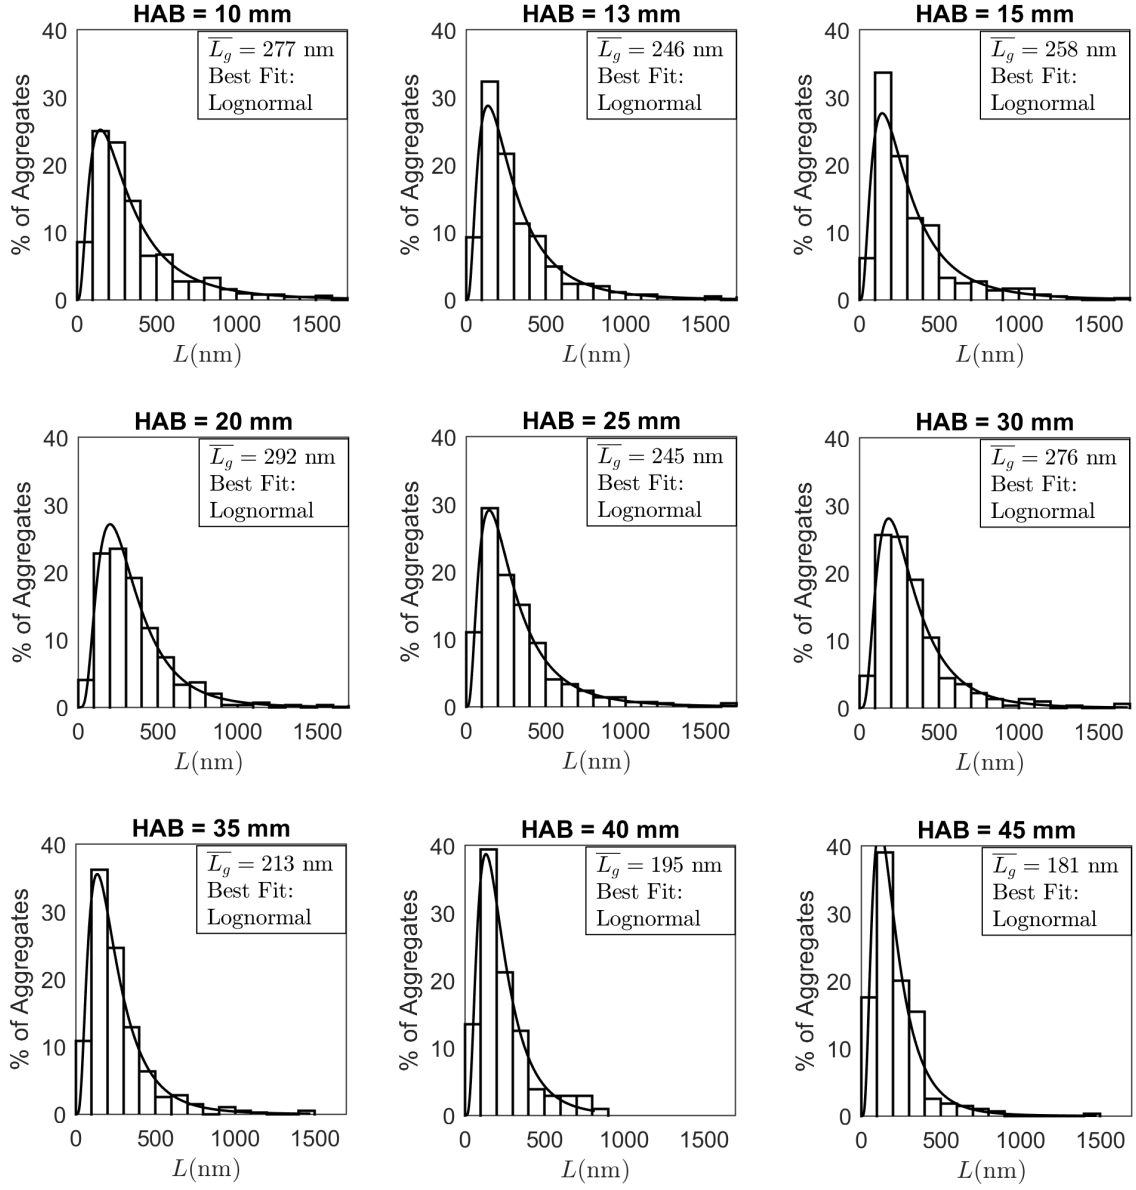 HAB = 10 mm
40
30
20
10
0
% of Aggregates
L̅g̅ = 277 nm
Best Fit:
Lognormal
0 500 1000 1500
L(nm)
HAB = 13 mm
40
30
20
10
0
% of Aggregates
L̅g̅ = 246 nm
Best Fit:
Lognormal
0 500 1000 1500
L(nm)
HAB = 15 mm
40
30
20
10
0
% of Aggregates
L̅g̅ = 258 nm
Best Fit:
Lognormal
0 500 1000 1500
L(nm)
HAB = 20 mm
40
30
20
10
0
% of Aggregates
L̅g̅ = 292 nm
Best Fit:
Lognormal
0 500 1000 1500
L(nm)
HAB = 25 mm
40
30
20
10
0
% of Aggregates
L̅g̅ = 245 nm
Best Fit:
Lognormal
0 500 1000 1500
L(nm)
HAB = 30 mm
40
30
20
10
0
% of Aggregates
L̅g̅ = 276 nm
Best Fit:
Lognormal
0 500 1000 1500
L(nm)
HAB = 35 mm
40
30
20
10
0
% of Aggregates
L̅g̅ = 213 nm
Best Fit:
Lognormal
0 500 1000 1500
L(nm)
HAB = 40 mm
40
30
20
10
0
% of Aggregates
L̅g̅ = 195 nm
Best Fit:
Lognormal
0 500 1000 1500
L(nm)
HAB = 45 mm
40
30
20
10
0
% of Aggregates
L̅g̅ = 181 nm
Best Fit:
Lognormal
0 500 1000 1500
L(nm)